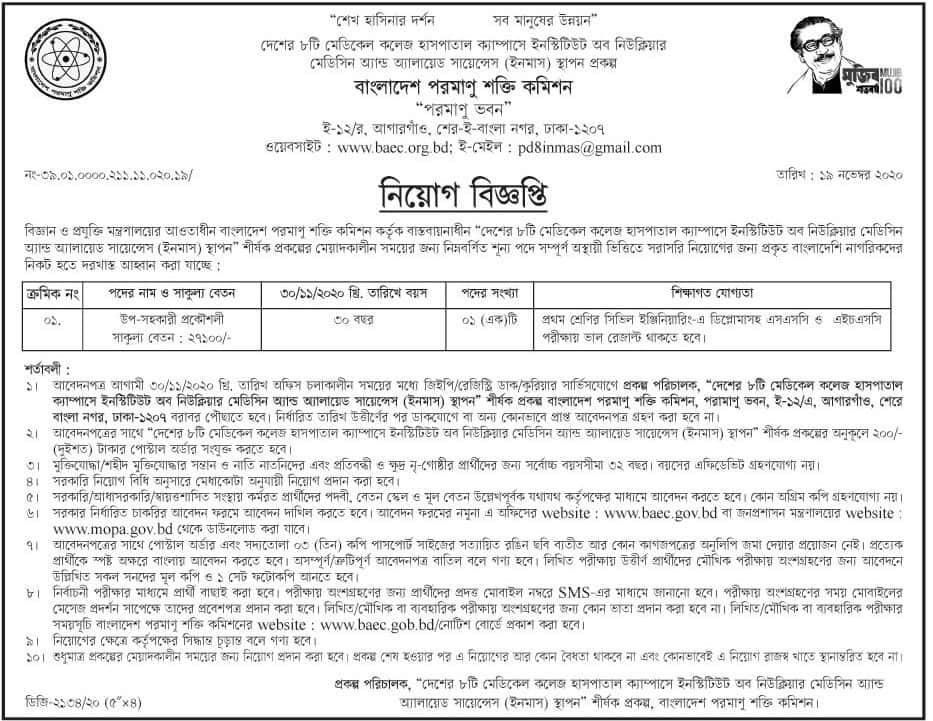 “শেখ হাসিনার দর্শন সব মানুষের উন্নয়ন”
দেশের ৮টি মেডিকেল কলেজ হাসপাতাল ক্যাম্পাসে ইনস্টিটিউট অব নিউক্লিয়ার
মেডিসিন অ্যান্ড অ্যালায়েড সায়েন্সেস (ইনমাস) স্থাপন প্রকল্প
বাংলাদেশ পরমাণু শক্তি কমিশন
“পরমাণু ভবন”
ই-১২/র, আগারগাঁও, শের-ই-বাংলা নগর, ঢাকা-১২০৭
ওয়েবসাইট : www.baec.org.bd; ই-মেইল : pd8inmas@gmail.com
মুজিব শতবর্ষ MUJIB 100
নং-৩৯.০১.০০০০.২১১.১১.০২০.১৯/ তারিখ : ১৯ নভেম্বর ২০২০
নিয়োগ বিজ্ঞপ্তি
বিজ্ঞান ও প্রযুক্তি মন্ত্রণালয়ের আওতাধীন বাংলাদেশ পরমাণু শক্তি কমিশন কর্তৃক বাস্তবায়নাধীন “দেশের ৮টি মেডিকেল কলেজ হাসপাতাল ক্যাম্পাসে ইনস্টিটিউট অব নিউক্লিয়ার মেডিসিন
অ্যান্ড অ্যালায়েড সায়েন্সেস (ইনমাস) স্থাপন” শীর্ষক প্রকল্পের মেয়াদকালীন সময়ের জন্য নিম্নবর্ণিত শূন্য পদে সম্পূর্ণ অস্থায়ী ভিত্তিতে সরাসরি নিয়োগের জন্য প্রকৃত বাংলাদেশি নাগরিকদের
নিকট হতে দরখাস্ত আহ্বান করা যাচ্ছে :
ক্রমিক নং পদের নাম ও সাকুল্য বেতন ৩০/১১/২০২০ খ্রি. তারিখে বয়স পদের সংখ্যা শিক্ষাগত যোগ্যতা
০১. উপ-সহকারী প্রকৌশলী ৩০ বছর ০১ (এক)টি প্রথম শ্রেণির সিভিল ইঞ্জিনিয়ারিং-এ ডিপ্লোমাসহ এসএসসি ও এইচএসসি
সাকুল্য বেতন : ২৭১০০/- পরীক্ষায় ভাল রেজাল্ট থাকতে হবে।
শর্তাবলী :
১। আবেদনপত্র আগামী ৩০/১১/২০২০ খ্রি. তারিখ অফিস চলাকালীন সময়ের মধ্যে জিইপি/রেজিস্ট্রি ডাক/কুরিয়ার সার্ভিসযোগে প্রকল্প পরিচালক, “দেশের ৮টি মেডিকেল কলেজ হাসপাতাল
ক্যাম্পাসে ইনস্টিটিউট অব নিউক্লিয়ার মেডিসিন অ্যান্ড অ্যালায়েড সায়েন্সেস (ইনমাস) স্থাপন” শীর্ষক প্রকল্প বাংলাদেশ পরমাণু শক্তি কমিশন, পরামাণু ভবন, ই-১২/এ, আগারগাঁও, শেরে
বাংলা নগর, ঢাকা-১২০৭ বরাবর পৌঁছাতে হবে। নির্ধারিত তারিখ উত্তীর্ণের পর ডাকযোগে বা অন্য কোনভাবে প্রাপ্ত আবেদনপত্র গ্রহণ করা হবে না।
২। আবেদনপত্রের সাথে “দেশের ৮টি মেডিকেল কলেজ হাসপাতাল ক্যাম্পাসে ইনস্টিটিউট অব নিউক্লিয়ার মেডিসিন অ্যান্ড অ্যালায়েড সায়েন্সেস (ইনমাস) স্থাপন” শীর্ষক প্রকল্পের অনুকূলে ২০০/-
(দুইশত) টাকার পোস্টাল অর্ডার সংযুক্ত করতে হবে।
৩। মুক্তিযোদ্ধা/শহীদ মুক্তিযোদ্ধার সন্তান ও নাতি নাতনিদের এবং প্রতিবন্ধী ও ক্ষুদ্র নৃ-গোষ্ঠীর প্রার্থীদের জন্য সর্বোচ্চ বয়সসীমা ৩২ বছর। বয়সের এফিডেভিট গ্রহণযোগ্য নয়।
৪। সরকারি নিয়োগ বিধি অনুসারে মেধাকোটা অনুযায়ী নিয়োগ প্রদান করা হবে।
৫। সরকারি/আধাসরকারি/স্বায়ত্তশাসিত সংস্থায় কর্মরত প্রার্থীদের পদবী, বেতন স্কেল ও মূল বেতন উল্লেখপূর্বক যথাযথ কর্তৃপক্ষের মাধ্যমে আবেদন করতে হবে। কোন অগ্রিম কপি গ্রহণযোগ্য নয়।
৬। সরকার নির্ধারিত চাকরির আবেদন ফরমে আবেদন দাখিল করতে হবে। আবেদন ফরমের নমুনা এ অফিসের website : www.baec.gov.bd বা জনপ্রশাসন মন্ত্রণালয়ের website :
www.mopa.gov.bd থেকে ডাউনলোড করা যাবে।
৭। আবেদনপত্রের সাথে পোস্টাল অর্ডার এবং সদ্যতোলা ০৩ (তিন) কপি পাসপোর্ট সাইজের সত্যায়িত রঙিন ছবি ব্যতীত আর কোন কাগজপত্রের অনুলিপি জমা দেয়ার প্রয়োজন নেই। প্রত্যেক
প্রার্থীকে স্পষ্ট অক্ষরে বাংলায় আবেদন করতে হবে। অসম্পূর্ণ/ত্রুটিপূর্ণ আবেদনপত্র বাতিল বলে গণ্য হবে। লিখিত পরীক্ষায় উত্তীর্ণ প্রার্থীদের মৌখিক পরীক্ষায় অংশগ্রহণের জন্য আবেদনে
উল্লিখিত সকল সনদের মূল কপি ও ১ সেট ফটোকপি আনতে হবে।
৮। নির্বাচনী পরীক্ষার মাধ্যমে প্রার্থী বাছাই করা হবে। পরীক্ষায় অংশগ্রহণের জন্য প্রার্থীদের প্রদত্ত মোবাইল নম্বরে SMS-এর মাধ্যমে জানানো হবে। পরীক্ষায় অংশগ্রহণের সময় মোবাইলের
মেসেজ প্রদর্শন সাপেক্ষে তাদের প্রবেশপত্র প্রদান করা হবে। লিখিত/মৌখিক বা ব্যবহারিক পরীক্ষায় অংশগ্রহণের জন্য কোন ভাতা প্রদান করা হবে না। লিখিত/মৌখিক বা ব্যবহারিক পরীক্ষার
সময়সূচি বাংলাদেশ পরমাণু শক্তি কমিশনের website : www.baec.gob.bd/নোটিশ বোর্ডে প্রকাশ করা হবে।
৯। নিয়োগের ক্ষেত্রে কর্তৃপক্ষের সিদ্ধান্ত চূড়ান্ত বলে গণ্য হবে।
১০। শুধুমাত্র প্রকল্পের মেয়াদকালীন সময়ের জন্য নিয়োগ প্রদান করা হবে। প্রকল্প শেষ হওয়ার পর এ নিয়োগের আর কোন বৈধতা থাকবে না এবং কোনভাবেই এ নিয়োগ রাজস্ব খাতে স্থানান্তরিত হবে না।
প্রকল্প পরিচালক, “দেশের ৮টি মেডিকেল কলেজ হাসপাতাল ক্যাম্পাসে ইনস্টিটিউট অব নিউক্লিয়ার মেডিসিন অ্যান্ড
ডিজি-২১৩৪/২০ (৫″×৪) অ্যালায়েড সায়েন্সেস (ইনমাস) স্থাপন” শীর্ষক প্রকল্প, বাংলাদেশ পরমাণু শক্তি কমিশন।